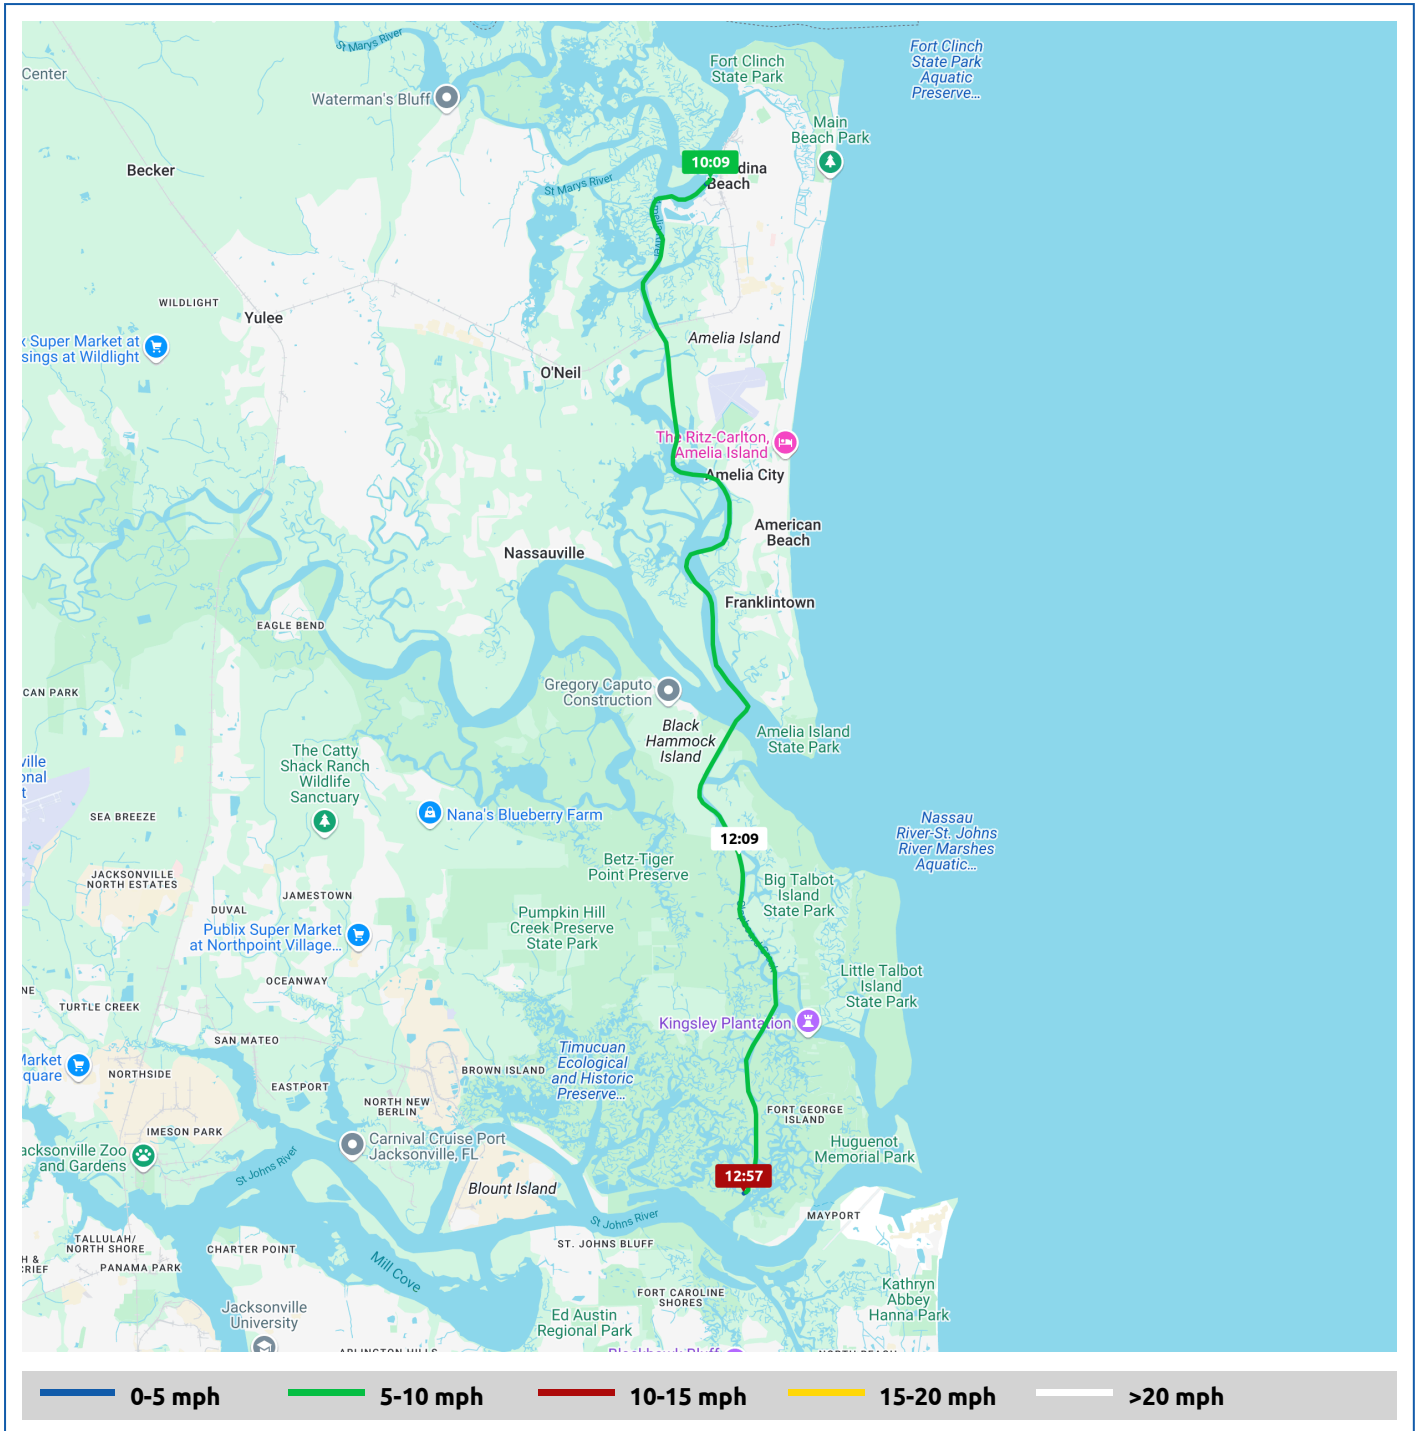 St Marys River
Fort Clinch
State Park
Aquatic
Preserve...
Fort Clinch
State Park
Center
Waterman's Bluff
Main
Beach Park
10:09
dina
Beach
Becker
St Marys River
WILDLIGHT
Yulee
Super Market at
sings at Wildlight
Amelia Island
O'Neil
The Ritz-Carlton,
Amelia Island
Amelia City
American
Beach
Nassauville
Franklintown
EAGLE BEND
CAN PARK
Gregory Caputo
Construction
Black
Hammock
Island
Amelia Island
State Park
ville
onal
t
The Catty
Shack Ranch
Wildlife
Sanctuary
SEA BREEZE
Nana's Blueberry Farm
Nassau
River-St. Johns
River Marshes
Aquatic...
12:09
Betz-Tiger
Point Preserve
JACKSONVILLE
NORTH ESTATES
JAMESTOWN
Big Talbot
Island
State Park
DUVAL
Pumpkin Hill
Creek Preserve
State Park
Publix Super Market
at Northpoint Village...
OCEANWAY
Little Talbot
Island
State Park
NE
TURTLE CREEK
Kingsley Plantation
SAN MATEO
Timucuan
Ecological
and Historic
Preserve...
Market
quare
NORTHSIDE
BROWN ISLAND
EASTPORT
NORTH NEW
BERLIN
FORT GEORGE
ISLAND
IMESON PARK
Carnival Cruise Port
Jacksonville, FL
Huguenot
Memorial Park
acksonville Zoo
and Gardens
St Johns River
12:57
Blount Island
St Johns River
MAYPORT
TALLULAH/
NORTH SHORE
CHARTER POINT
ST. JOHNS BLUFF
H &
CRIEF
PANAMA PARK
Mill Cove
Kathryn
Abbey
Hanna Park
FORT CAROLINE
SHORES
Jacksonville
University
Ed Austin
Regional Park
0-5 mph
5-10 mph
10-15 mph
15-20 mph
>20 mph